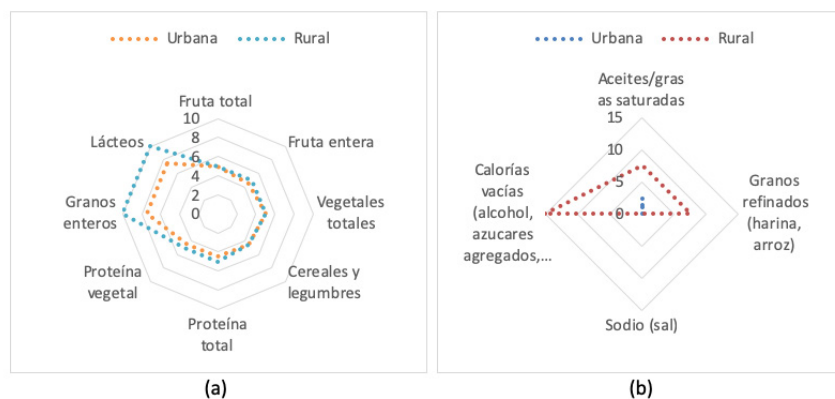 Urbana Rural
Fruta total
10
8
6
4
2
0
Fruta entera
Vegetales
totales
Cereales y
legumbres
Proteína
total
Proteína
vegetal
Granos
enteros
Lácteos
(a)
Urbana Rural
Aceites/gras
as saturadas
15
10
5
0
Granos
refinados
(harina,
arroz)
Sodio (sal)
Calorías
vacías
(alcohol,
azucares
agregados,...
(b)